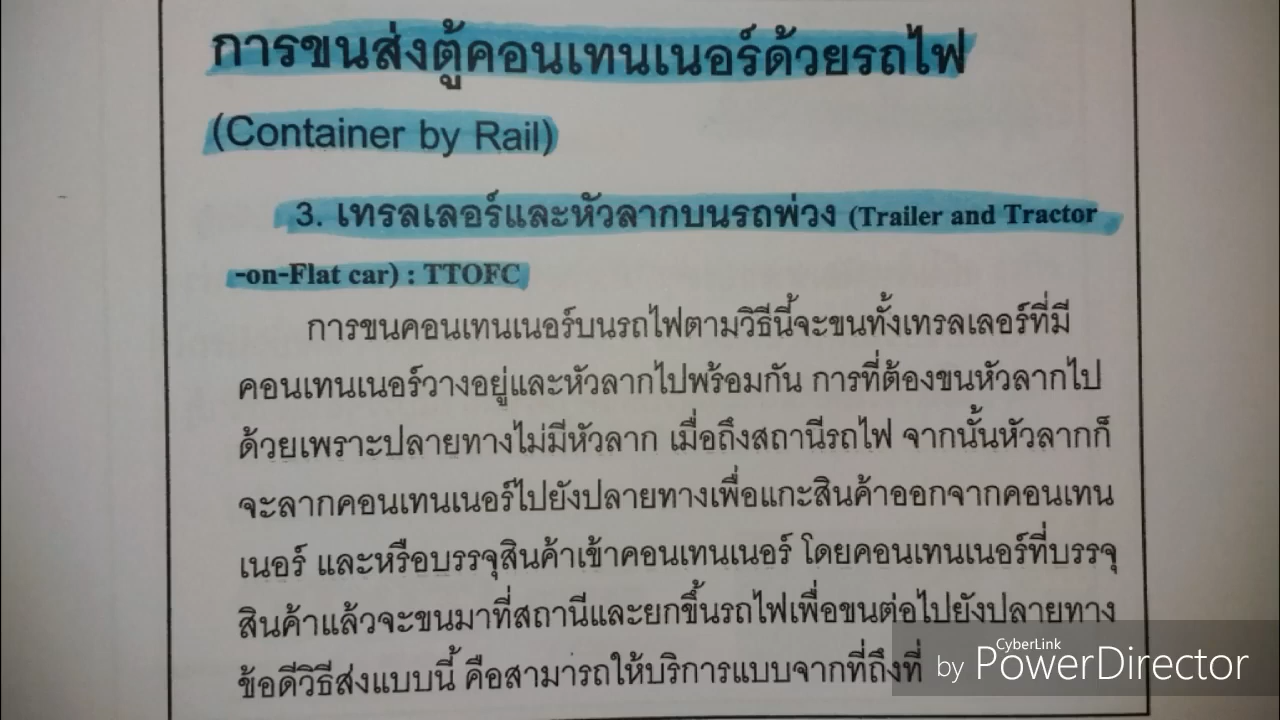 การขนส่งตู้คอนเทนเนอร์ด้วยรถไฟ
(Container by Rail)
3. เทรลเลอร์และหัวลากบนรถพ่วง (Trailer and Tractor
-on-Flat car) : TTOFC
การขนคอนเทนเนอร์บนรถไฟตามวิธีนี้จะขนทั้งเทรลเลอร์ที่มี
คอนเทนเนอร์วางอยู่และหัวลากไปพร้อมกัน การที่ต้องขนหัวลากไป
ด้วยเพราะปลายทางไม่มีหัวลาก เมื่อถึงสถานีรถไฟ จากนั้นหัวลากก็
จะลากคอนเทนเนอร์ไปยังปลายทางเพื่อแกะสินค้าออกจากคอนเทน
เนอร์ และหรือบรรจุสินค้าเข้าคอนเทนเนอร์ โดยคอนเทนเนอร์ที่บรรจุ
สินค้าแล้วจะขนมาที่สถานีและยกขึ้นรถไฟเพื่อขนต่อไปยังปลายทาง
ข้อดีวิธีส่งแบบนี้ คือสามารถให้บริการแบบจากที่ถึงที่
CyberLink
by PowerDirector